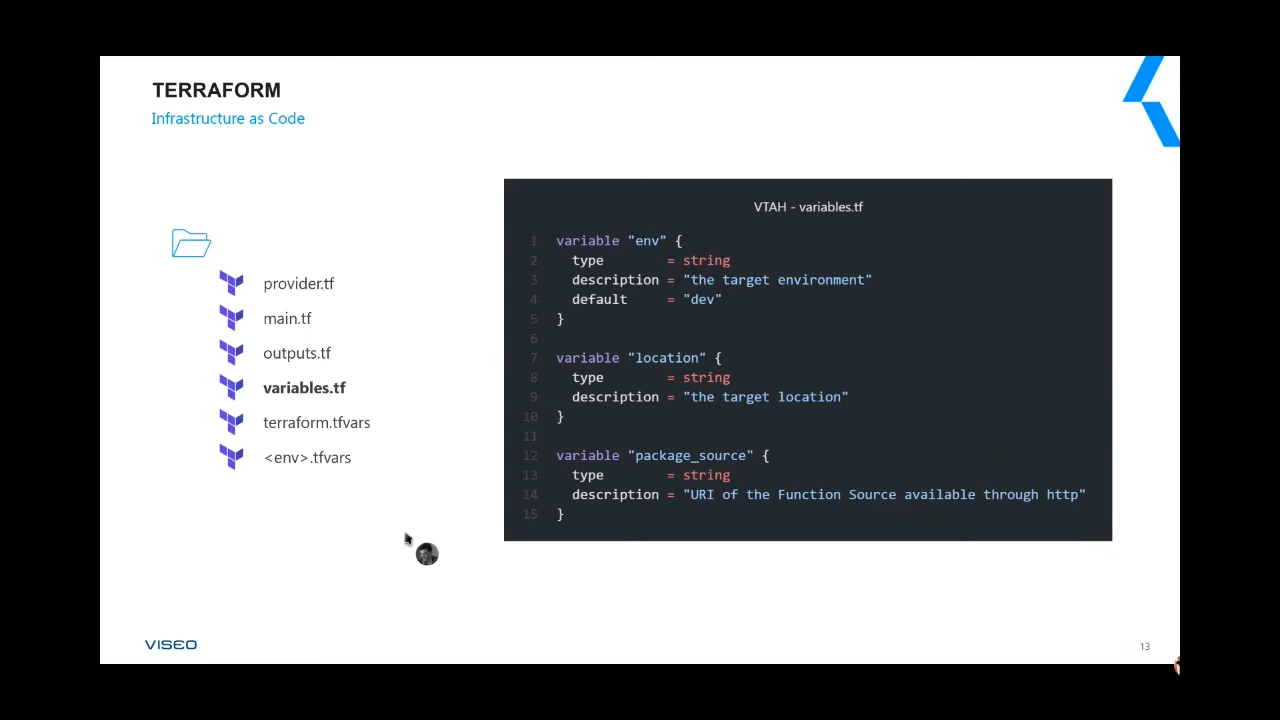 TERRAFORM
Infrastructure as Code
provider.tf
main.tf
outputs.tf
variables.tf
terraform.tfvars
<env>.tfvars
VTAH - variables.tf
1 variable "env" {
2 type = string
3 description = "the target environment"
4 default = "dev"
5 }
6
7 variable "location" {
8 type = string
9 description = "the target location"
10 }
11
12 variable "package_source" {
13 type = string
14 description = "URI of the Function Source available through http"
15 }
VISEO
13